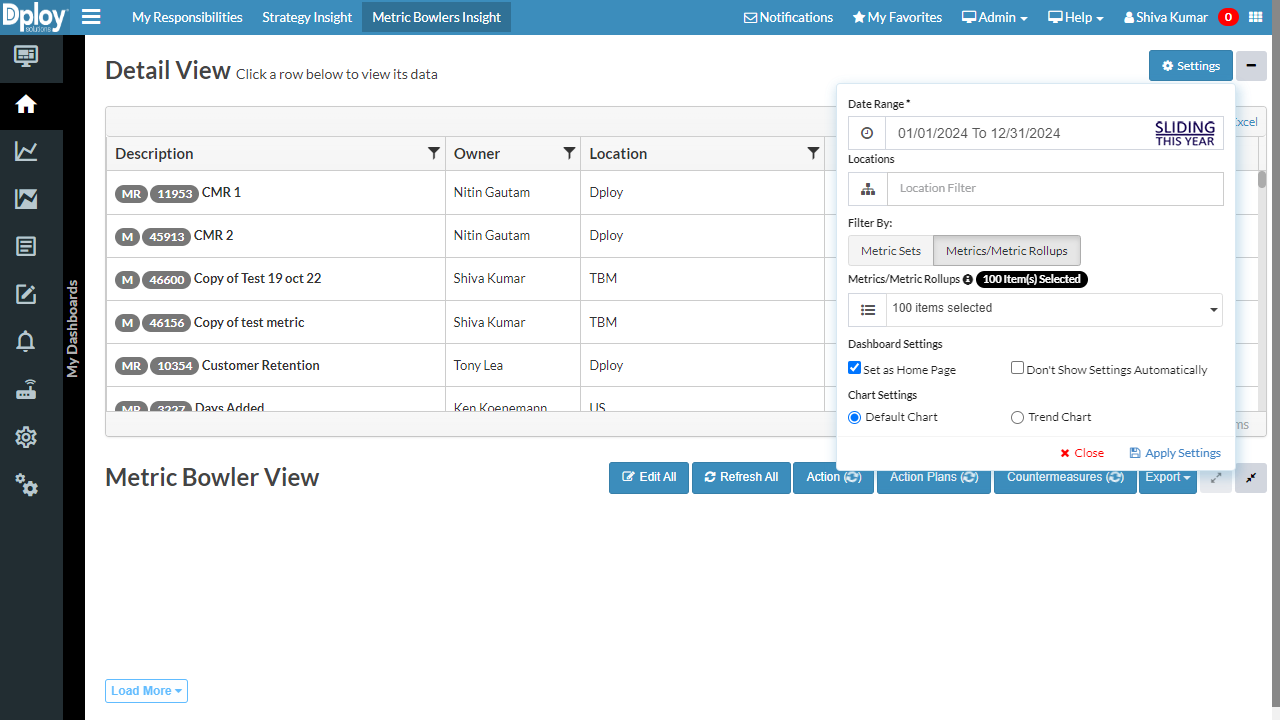 Dploy
solutions
My Responsibilities
Strategy Insight
Metric Bowlers Insight
Notifications
My Favorites
Admin
Help
Shiva Kumar
0
My Dashboards
Detail View Click a row below to view its data
Settings
Excel
Description
Owner
Location
MR 11953 CMR 1
Nitin Gautam
Dploy
M 45913 CMR 2
Nitin Gautam
Dploy
M 46600 Copy of Test 19 oct 22
Shiva Kumar
TBM
M 46156 Copy of test metric
Shiva Kumar
TBM
MR 10354 Customer Retention
Tony Lea
Dploy
MR 3227 Days Added
Ken Koenemann
US
Date Range *
01/01/2024 To 12/31/2024
SLIDING
THIS YEAR
Locations
Location Filter
Filter By:
Metric Sets
Metrics/Metric Rollups
Metrics/Metric Rollups 100 Item(s) Selected
100 items selected
Dashboard Settings
Set as Home Page
Don't Show Settings Automatically
Chart Settings
Default Chart
Trend Chart
Close
Apply Settings
Metric Bowler View
Edit All
Refresh All
Action ( )
Action Plans ( )
Countermeasures ( )
Export
Load More